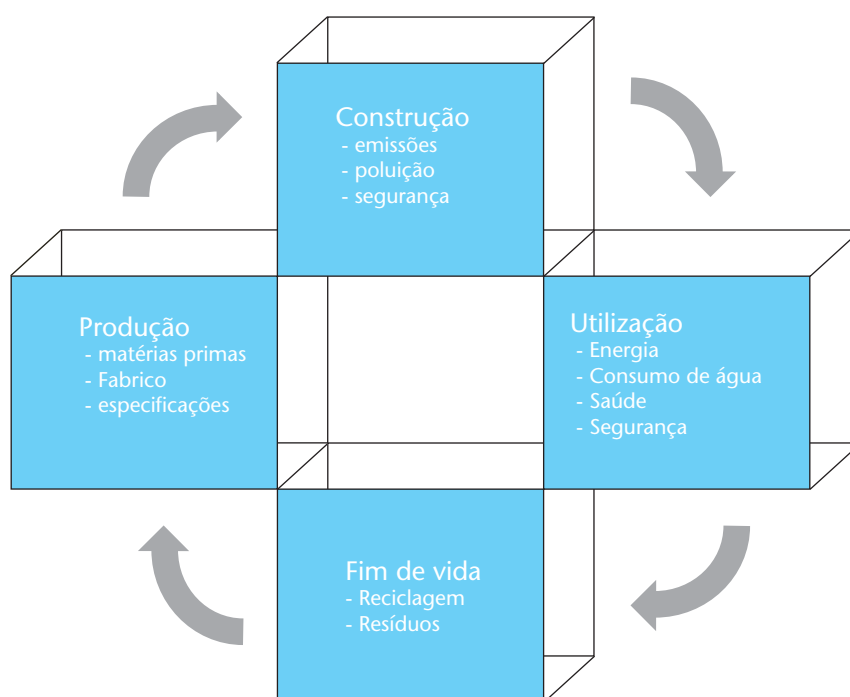 Construção
- emissões
- poluição
- segurança
Produção
- matérias primas
- Fabrico
- especificações
Utilização
- Energia
- Consumo de água
- Saúde
- Segurança
Fim de vida
- Reciclagem
- Resíduos